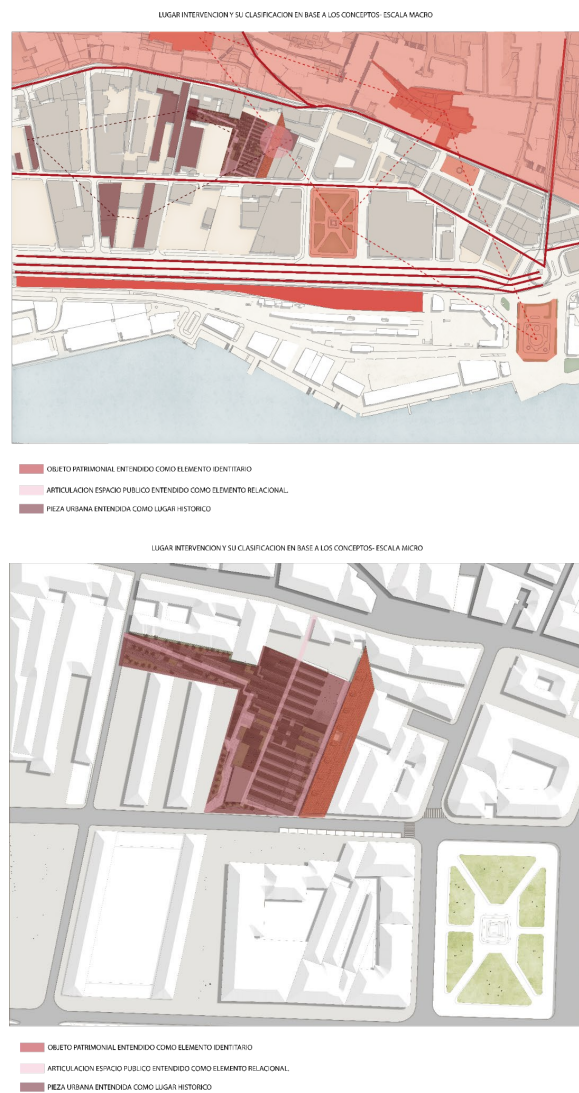 LUGAR INTERVENCION Y SU CLASIFICACION EN BASE A LOS CONCEPTOS- ESCALA MACRO
OBJETO PATRIMONIAL ENTENDIDO COMO ELEMENTO IDENTITARIO
ARTICULACION ESPACIO PUBLICO ENTENDIDO COMO ELEMENTO RELACIONAL.
PIEZA URBANA ENTENDIDA COMO LUGAR HISTORICO
LUGAR INTERVENCION Y SU CLASIFICACION EN BASE A LOS CONCEPTOS- ESCALA MICRO
OBJETO PATRIMONIAL ENTENDIDO COMO ELEMENTO IDENTITARIO
ARTICULACION ESPACIO PUBLICO ENTENDIDO COMO ELEMENTO RELACIONAL.
PIEZA URBANA ENTENDIDA COMO LUGAR HISTORICO